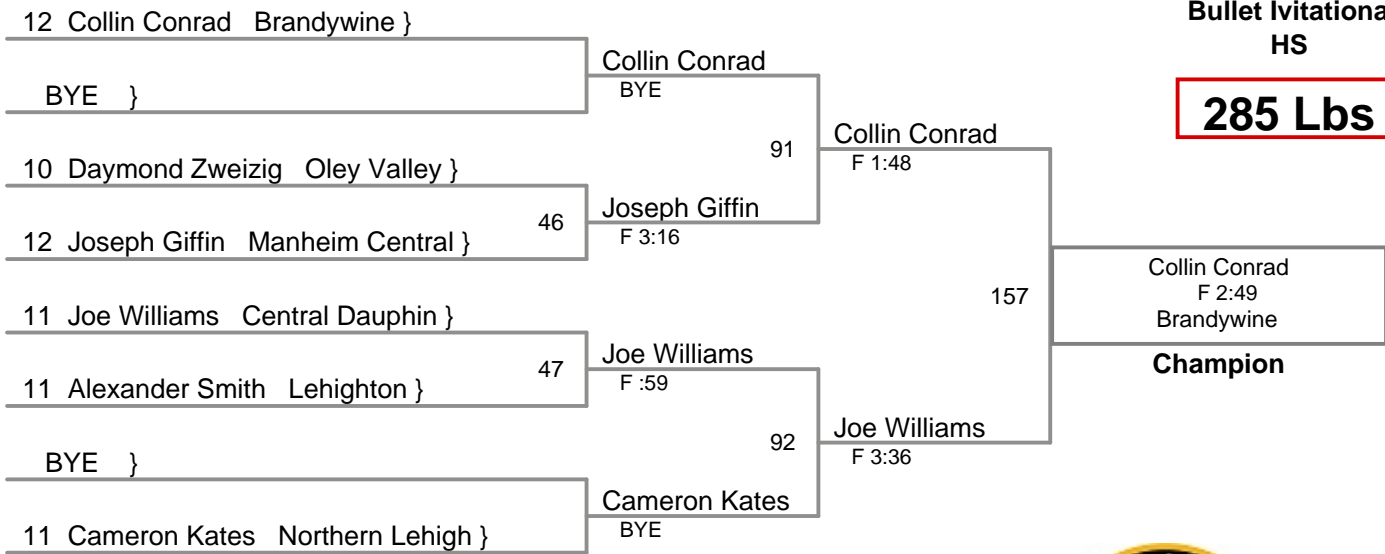 12 Collin Conrad Brandywine }
BYE }
10 Daymond Zweizig Oley Valley }
12 Joseph Giffin Manheim Central }
11 Joe Williams Central Dauphin }
11 Alexander Smith Lehighton }
BYE }
11 Cameron Kates Northern Lehigh }
46
47
Collin Conrad
BYE
Joseph Giffin
F 3:16
Joe Williams
F :59
Cameron Kates
BYE
91
92
Collin Conrad
F 1:48
Joe Williams
F 3:36
157
Bullet Ivitationa
HS
285 Lbs
Collin Conrad
F 2:49
Brandywine
Champion